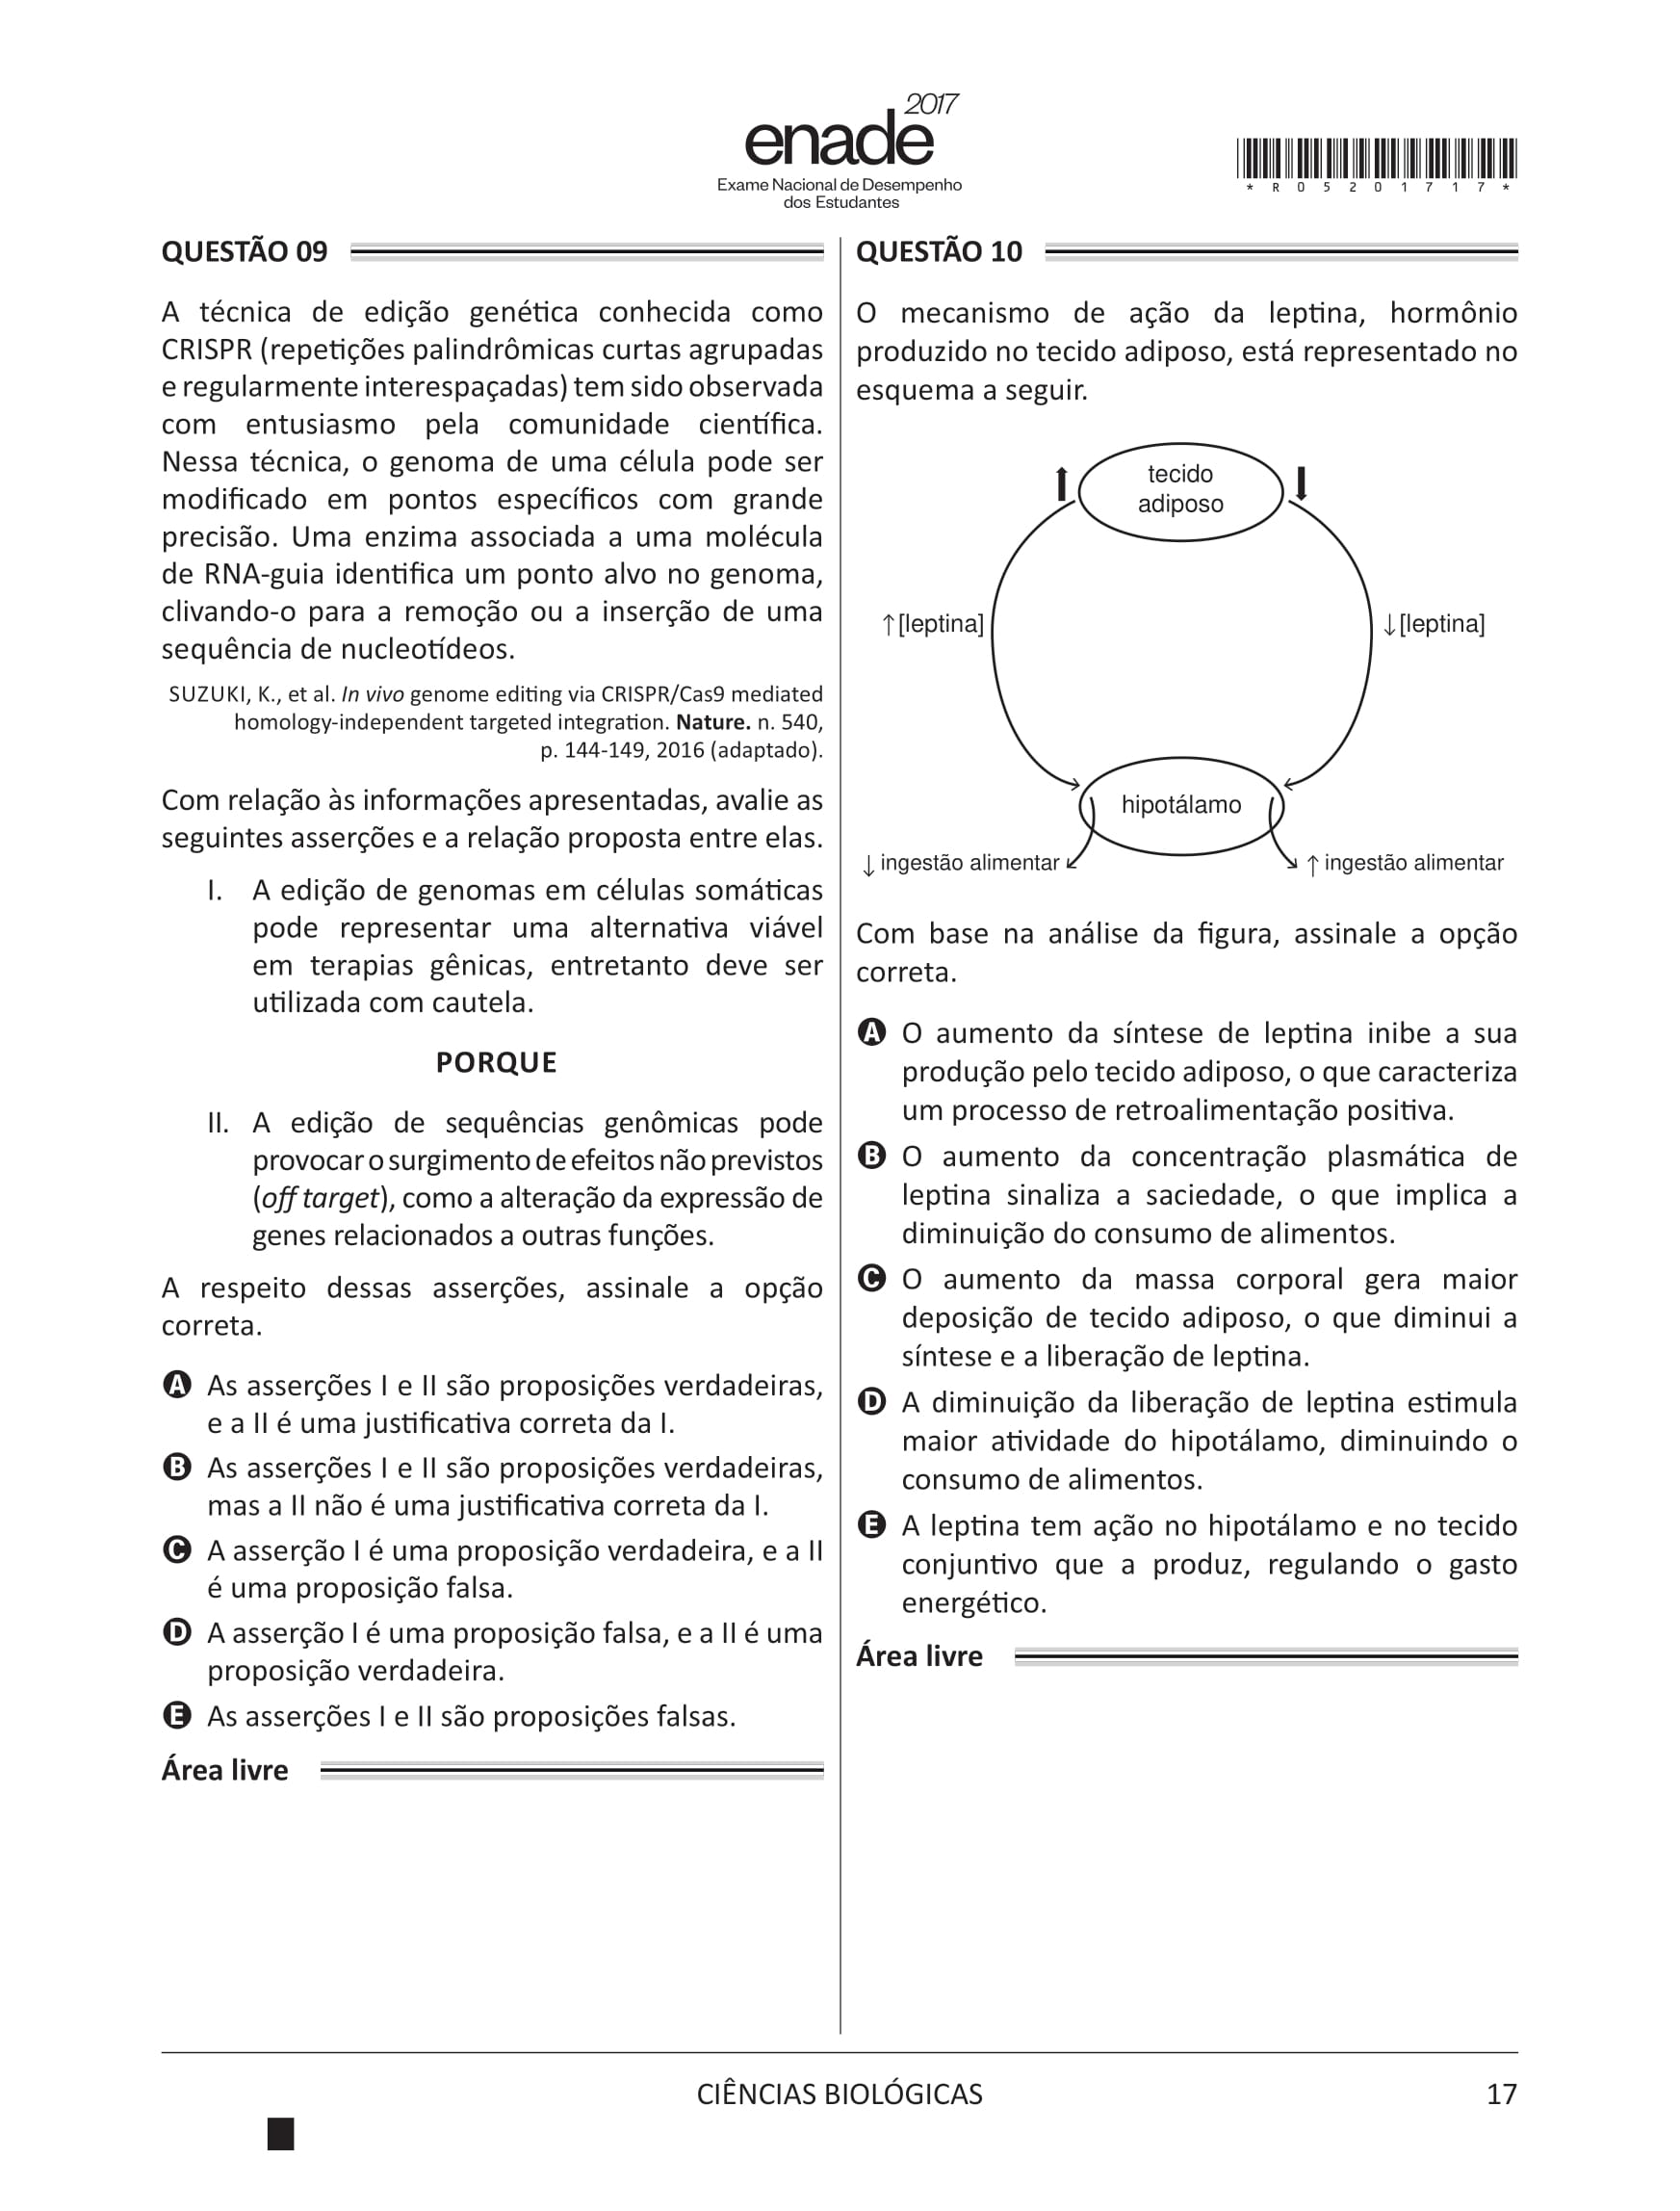 enade 2017
Exame Nacional de Desempenho
dos Estudantes
* R 0 5 2 0 1 7 1 7 *
QUESTÃO 09
A técnica de edição genética conhecida como
CRISPR (repetições palindrômicas curtas agrupadas
e regularmente interespaçadas) tem sido observada
com entusiasmo pela comunidade científica.
Nessa técnica, o genoma de uma célula pode ser
modificado em pontos específicos com grande
precisão. Uma enzima associada a uma molécula
de RNA-guia identifica um ponto alvo no genoma,
clivando-o para a remoção ou a inserção de uma
sequência de nucleotídeos.
SUZUKI, K., et al. In vivo genome editing via CRISPR/Cas9 mediated
homology-independent targeted integration. Nature. n. 540,
p. 144-149, 2016 (adaptado).
Com relação às informações apresentadas, avalie as
seguintes asserções e a relação proposta entre elas.
I. A edição de genomas em células somáticas
pode representar uma alternativa viável
em terapias gênicas, entretanto deve ser
utilizada com cautela.
PORQUE
II. A edição de sequências genômicas pode
provocar o surgimento de efeitos não previstos
(off target), como a alteração da expressão de
genes relacionados a outras funções.
A respeito dessas asserções, assinale a opção
correta.
A As asserções I e II são proposições verdadeiras,
e a II é uma justificativa correta da I.
B As asserções I e II são proposições verdadeiras,
mas a II não é uma justificativa correta da I.
C A asserção I é uma proposição verdadeira, e a II
é uma proposição falsa.
D A asserção I é uma proposição falsa, e a II é uma
proposição verdadeira.
E As asserções I e II são proposições falsas.
Área livre
QUESTÃO 10
O mecanismo de ação da leptina, hormônio
produzido no tecido adiposo, está representado no
esquema a seguir.
tecido
adiposo
↑[leptina]
↓[leptina]
hipotálamo
↓ ingestão alimentar
↑ ingestão alimentar
Com base na análise da figura, assinale a opção
correta.
A O aumento da síntese de leptina inibe a sua
produção pelo tecido adiposo, o que caracteriza
um processo de retroalimentação positiva.
B O aumento da concentração plasmática de
leptina sinaliza a saciedade, o que implica a
diminuição do consumo de alimentos.
C O aumento da massa corporal gera maior
deposição de tecido adiposo, o que diminui a
síntese e a liberação de leptina.
D A diminuição da liberação de leptina estimula
maior atividade do hipotálamo, diminuindo o
consumo de alimentos.
E A leptina tem ação no hipotálamo e no tecido
conjuntivo que a produz, regulando o gasto
energético.
Área livre
CIÊNCIAS BIOLÓGICAS
17